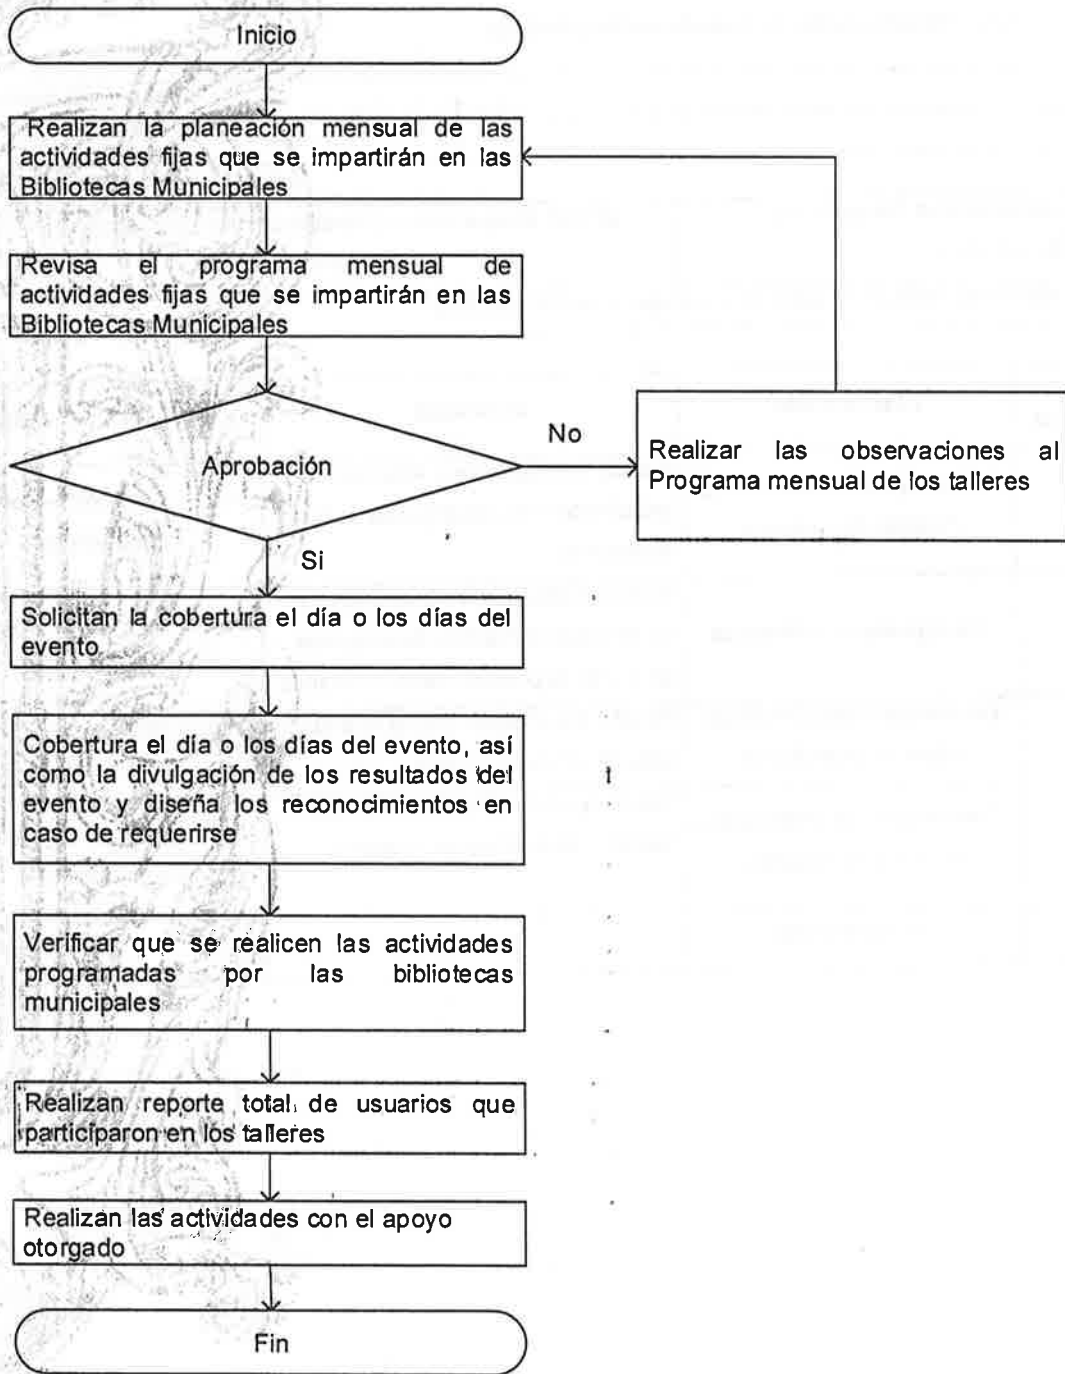 Inicio
Realizan la planeación mensual de las
actividades fijas que se impartirán en las
Bibliotecas Municipales
Revisa el programa mensual de
actividades fijas que se impartirán en las
Bibliotecas Municipales
Aprobación
No
Realizar las observaciones al
Programa mensual de los talleres
Si
Solicitan la cobertura el día o los días del
evento
Cobertura el día o los días del evento, así
como la divulgación de los resultados del
evento y diseña los reconocimientos en
caso de requerirse
Verificar que se realicen las actividades
programadas por las bibliotecas
municipales
Realizan reporte total de usuarios que
participaron en los talleres
Realizan las actividades con el apoyo
otorgado
Fin